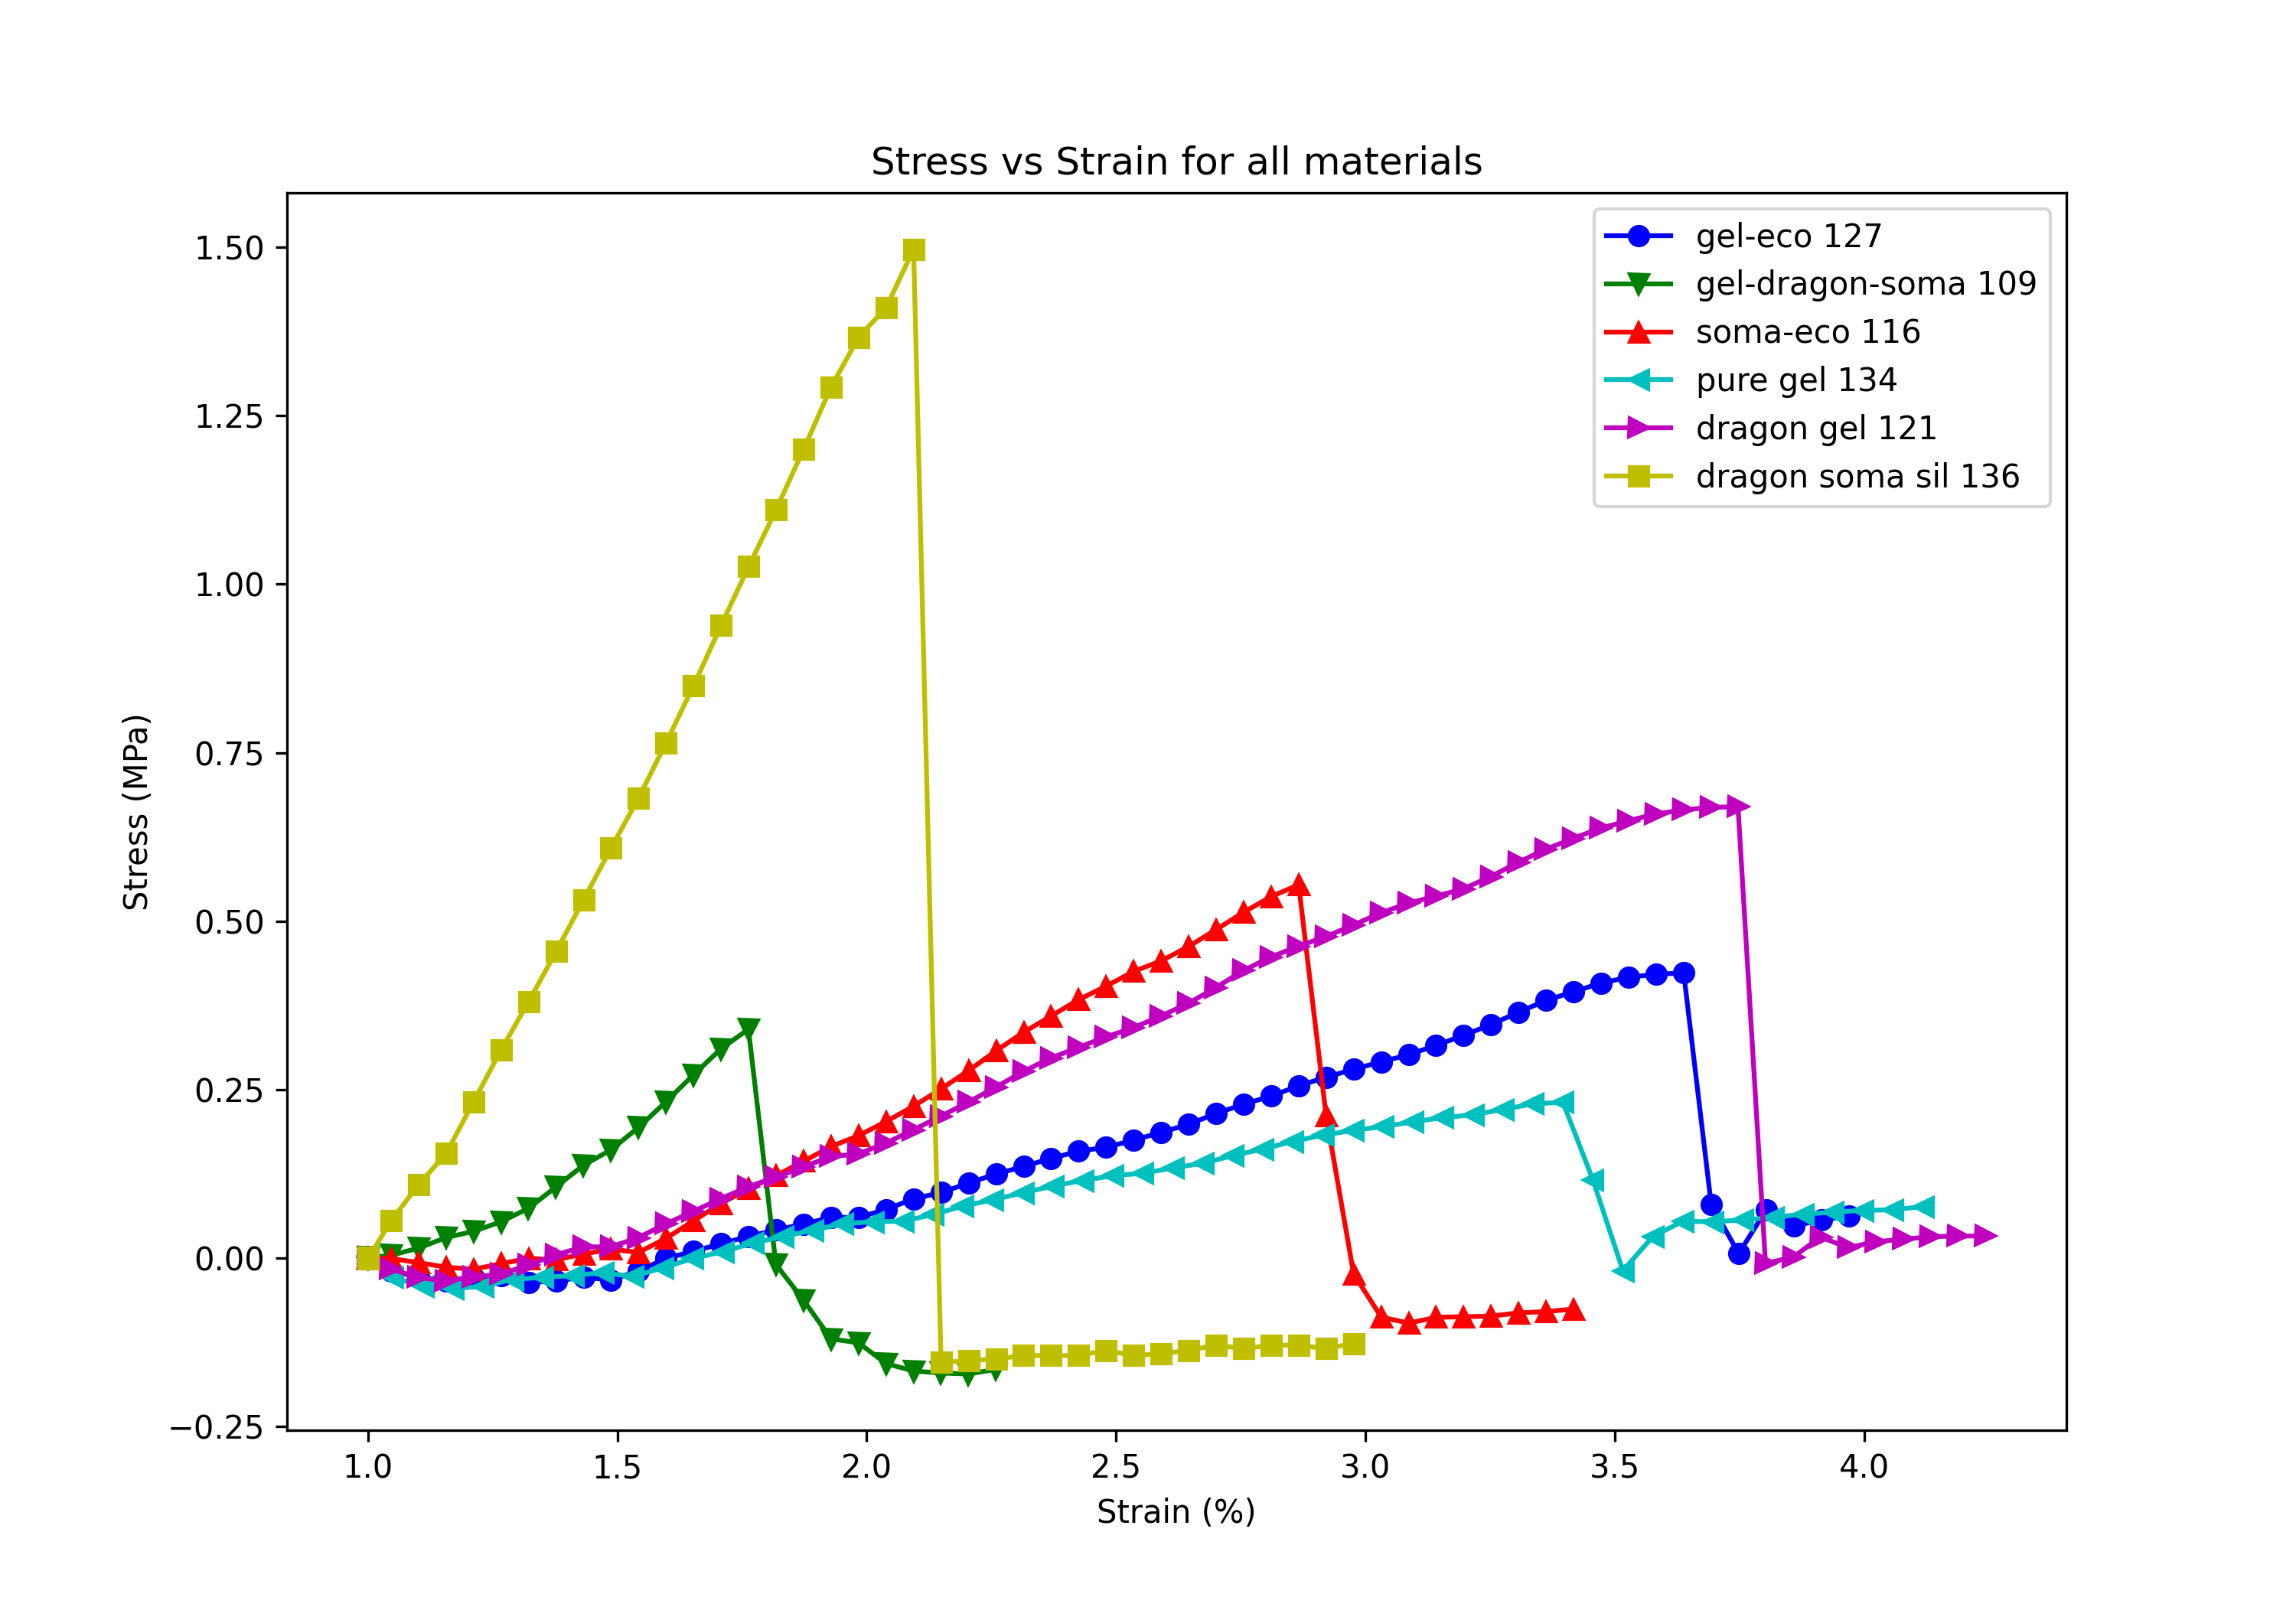 Stress vs Strain for all materials
gel-eco 127
gel-dragon-soma 109
soma-eco 116
pure gel 134
dragon gel 121
dragon soma sil 136
Stress (MPa)
1.50
1.25
1.00
0.75
0.50
0.25
0.00
−0.25
1.0 1.5 2.0 2.5 3.0 3.5 4.0
Strain (%)